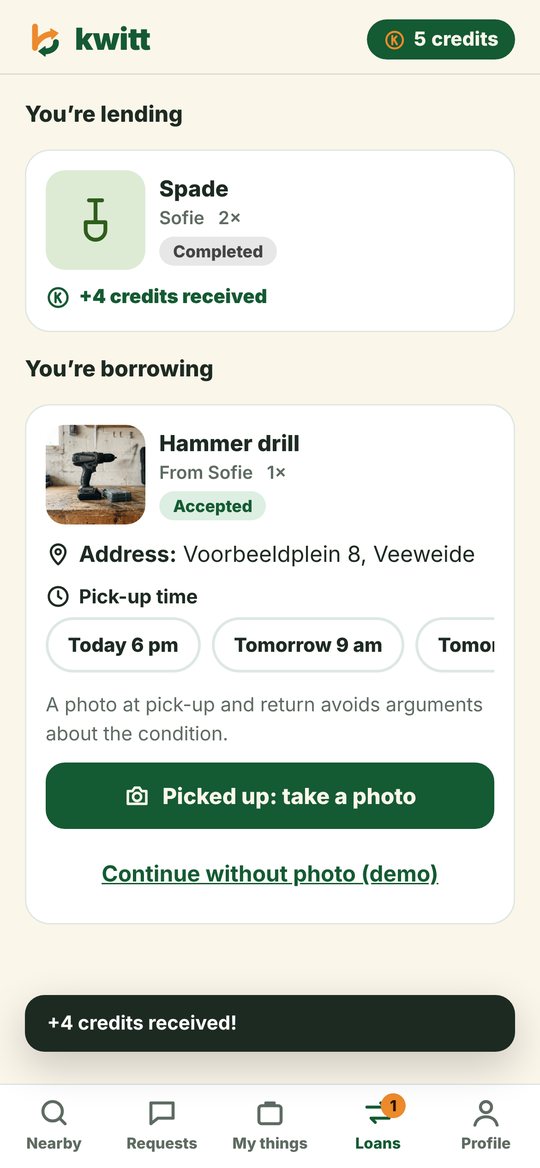 kwitt
5 credits
You’re lending
Spade
Sofie 2×
Completed
+4 credits received
You’re borrowing
Hammer drill
From Sofie 1×
Accepted
Address: Voorbeeldplein 8, Veeweide
Pick-up time
Today 6 pm
Tomorrow 9 am
Tomor
A photo at pick-up and return avoids arguments
about the condition.
Picked up: take a photo
Continue without photo (demo)
+4 credits received!
1
Nearby
Requests
My things
Loans
Profile